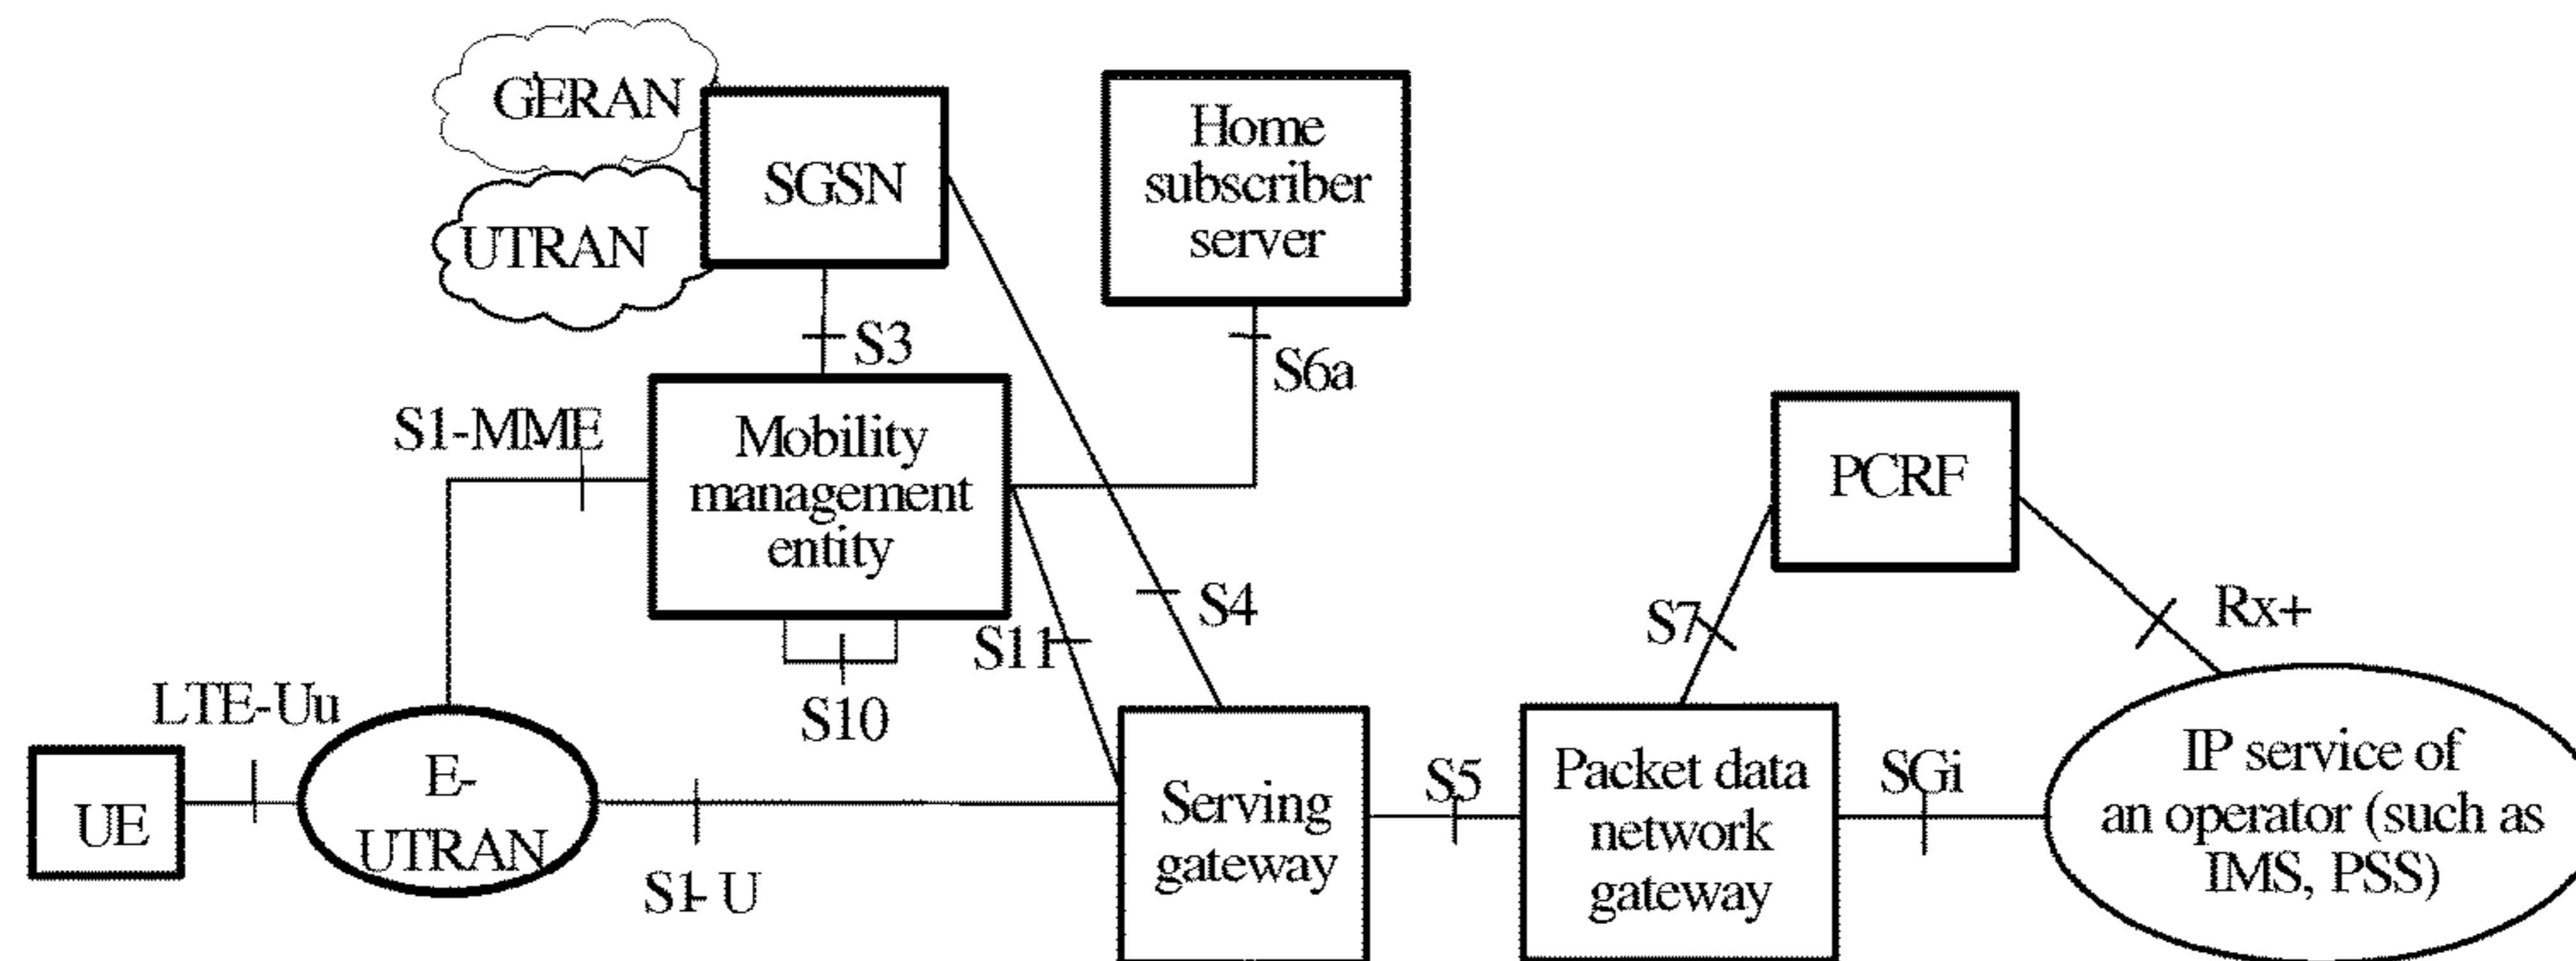 GERAN
UTRAN
SGSN
Home
subscriber
server
S3
S6a
S1-MME
Mobility
management
entity
PCRF
S4
S11
S7
Rx+
S10
LTE-Uu
UE
E-
UTRAN
S1-U
Serving
gateway
S5
Packet data
network
gateway
SGi
IP service of
an operator (such as
IMS, PSS)